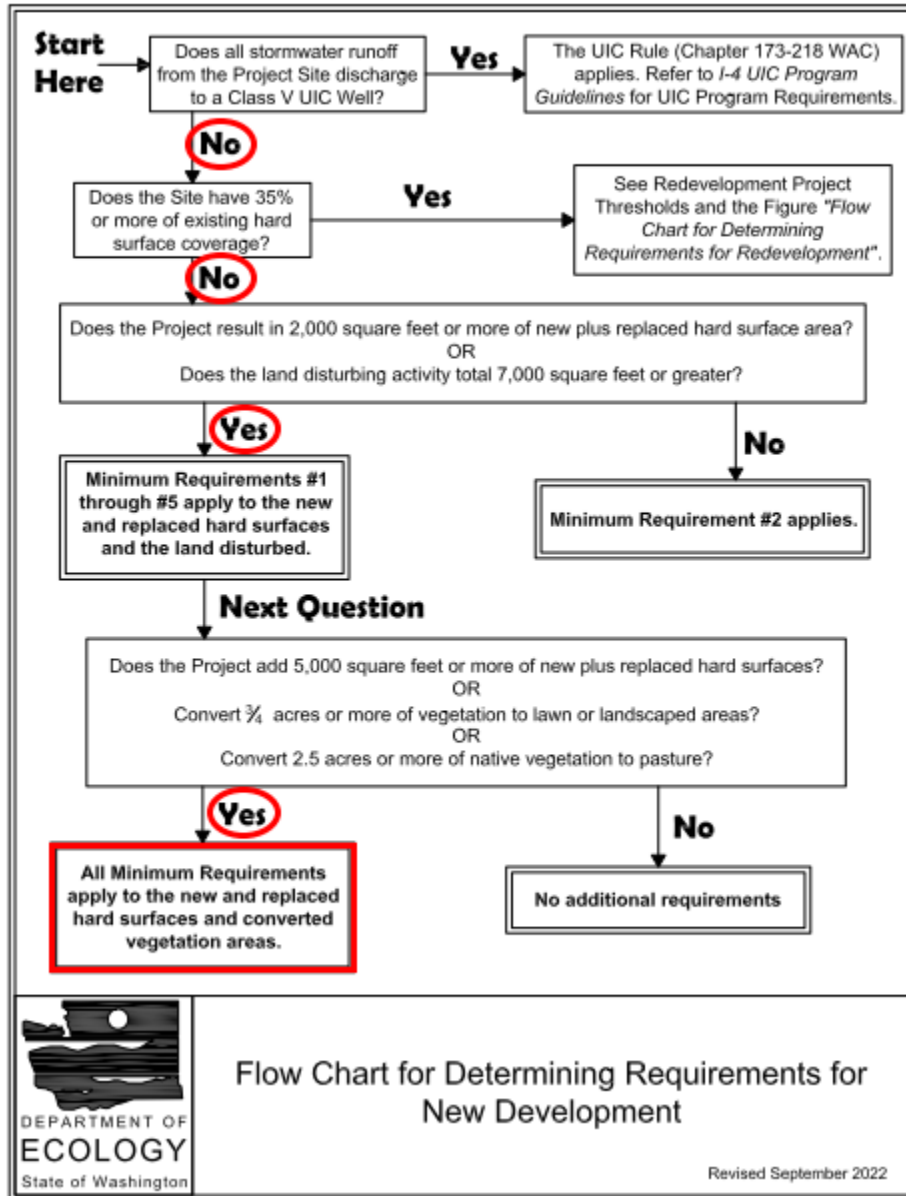 Start
Here
Does all stormwater runoff
from the Project Site discharge
to a Class V UIC Well?
Yes
The UIC Rule (Chapter 173-218 WAC)
applies. Refer to I-4 UIC Program
Guidelines for UIC Program Requirements.
No
Does the Site have 35%
or more of existing hard
surface coverage?
Yes
See Redevelopment Project
Thresholds and the Figure "Flow
Chart for Determining
Requirements for Redevelopment".
No
Does the Project result in 2,000 square feet or more of new plus replaced hard surface area?
OR
Does the land disturbing activity total 7,000 square feet or greater?
Yes
No
Minimum Requirements #1
through #5 apply to the new
and replaced hard surfaces
and the land disturbed.
Minimum Requirement #2 applies.
Next Question
Does the Project add 5,000 square feet or more of new plus replaced hard surfaces?
OR
Convert ¾ acres or more of vegetation to lawn or landscaped areas?
OR
Convert 2.5 acres or more of native vegetation to pasture?
Yes
No
All Minimum Requirements
apply to the new and replaced
hard surfaces and converted
vegetation areas.
No additional requirements
DEPARTMENT OF
ECOLOGY
State of Washington
Flow Chart for Determining Requirements for
New Development
Revised September 2022